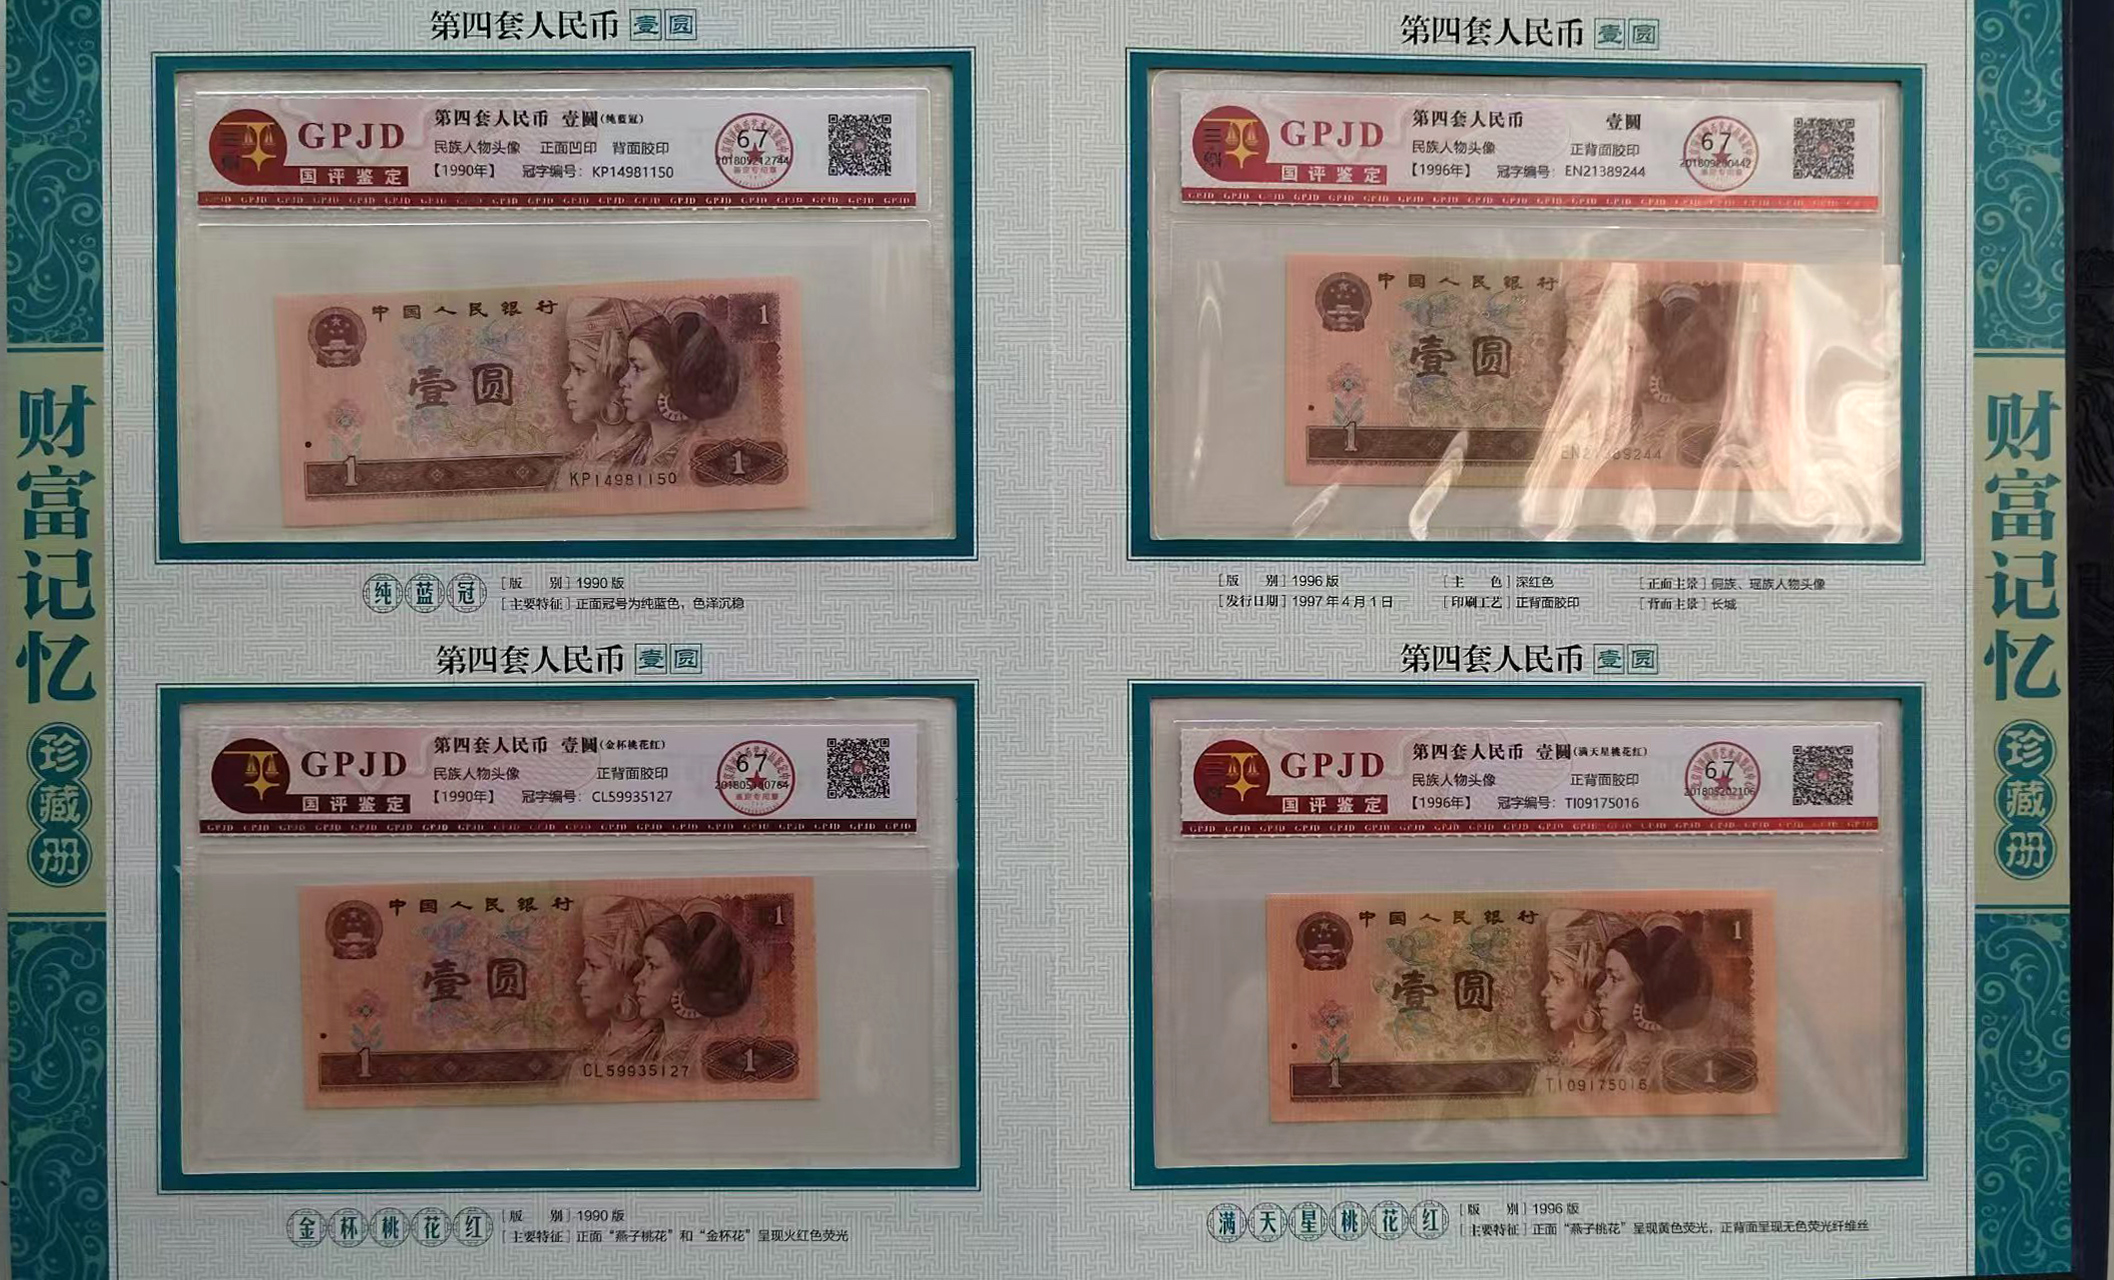 第四套人民币 壹圆
GPJD
国评鉴定
第四套人民币 壹圆(纯蓝冠)
民族人物头像 正面凹印 背面胶印
【1990年】 冠字编号：KP14981150
67
201809212744
中国人民银行
壹圆
1
1
KP14981150
1
纯蓝冠
[版 别] 1990 版
[主要特征] 正面冠号为纯蓝色，色泽沉稳
第四套人民币 壹圆
GPJD
国评鉴定
第四套人民币 壹圆
民族人物头像 正背面胶印
【1996年】 冠字编号：EN21389244
67
中国人民银行
壹圆
1
EN21389244
[版 别] 1996 版 [主 色] 深红色 [正面主景] 侗族、瑶族人物头像
[发行日期] 1997 年 4 月 1 日 [印刷工艺] 正背面胶印 [背面主景] 长城
第四套人民币 壹圆
GPJD
国评鉴定
第四套人民币 壹圆(金杯桃花红)
民族人物头像 正背面胶印
【1990年】 冠字编号：CL59935127
67
中国人民银行
壹圆
1
1
CL59935127
1
金杯桃花红
[版 别] 1990 版
[主要特征] 正面“燕子桃花”和“金杯花”呈现火红色荧光
第四套人民币 壹圆
GPJD
国评鉴定
第四套人民币 壹圆(满天星桃花红)
民族人物头像 正背面胶印
【1996年】 冠字编号：TI09175016
67
201805202106
中国人民银行
壹圆
1
1
TI09175016
1
满天星桃花红
[版 别] 1996 版
[主要特征] 正面“燕子桃花”呈现黄色荧光，正背面呈现无色荧光纤维丝
财富记忆
珍藏册
财富记忆
珍藏册